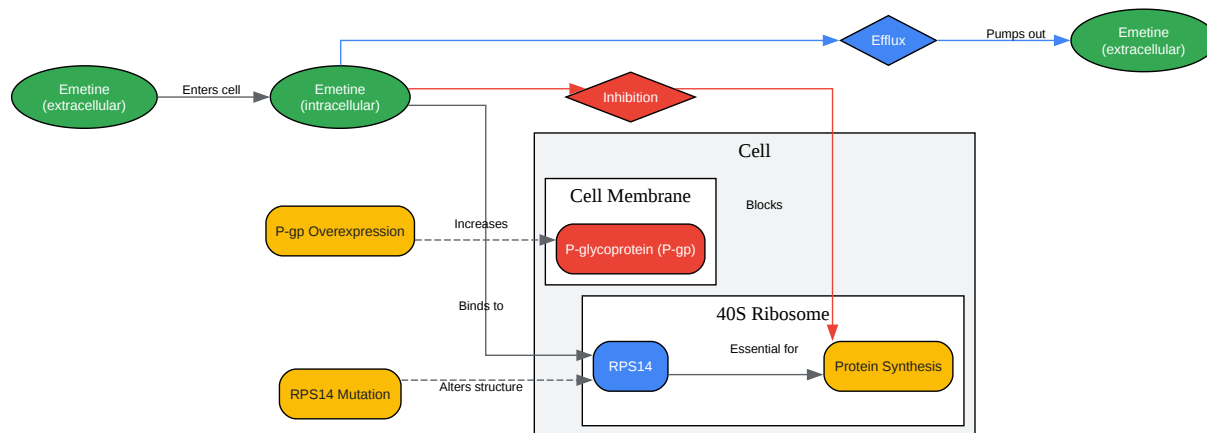 Efflux
Pumps out
Emetine
(extracellular)
Emetine
(extracellular)
Enters cell
Emetine
(intracellular)
Inhibition
Cell
Cell Membrane
Blocks
P-gp Overexpression
Increases
P-glycoprotein (P-gp)
Binds to
40S Ribosome
Essential for
RPS14
Protein Synthesis
RPS14 Mutation
Alters structure